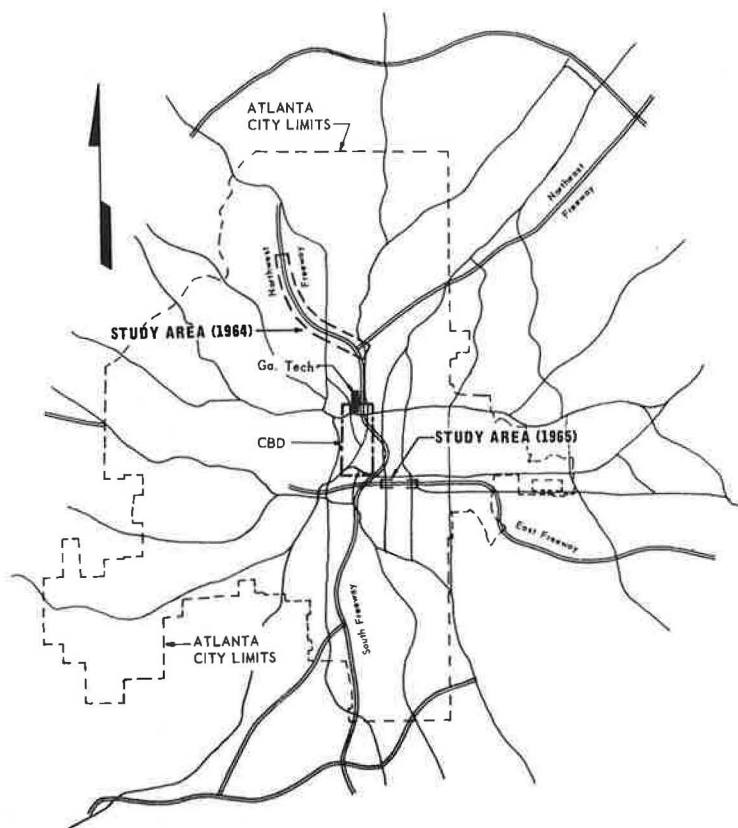 ATLANTA
CITY LIMITS
Northeast
Freeway
Northwest
Freeway
STUDY AREA (1964)
Ga. Tech
CBD
STUDY AREA (1965)
East Freeway
South Freeway
ATLANTA
CITY LIMITS